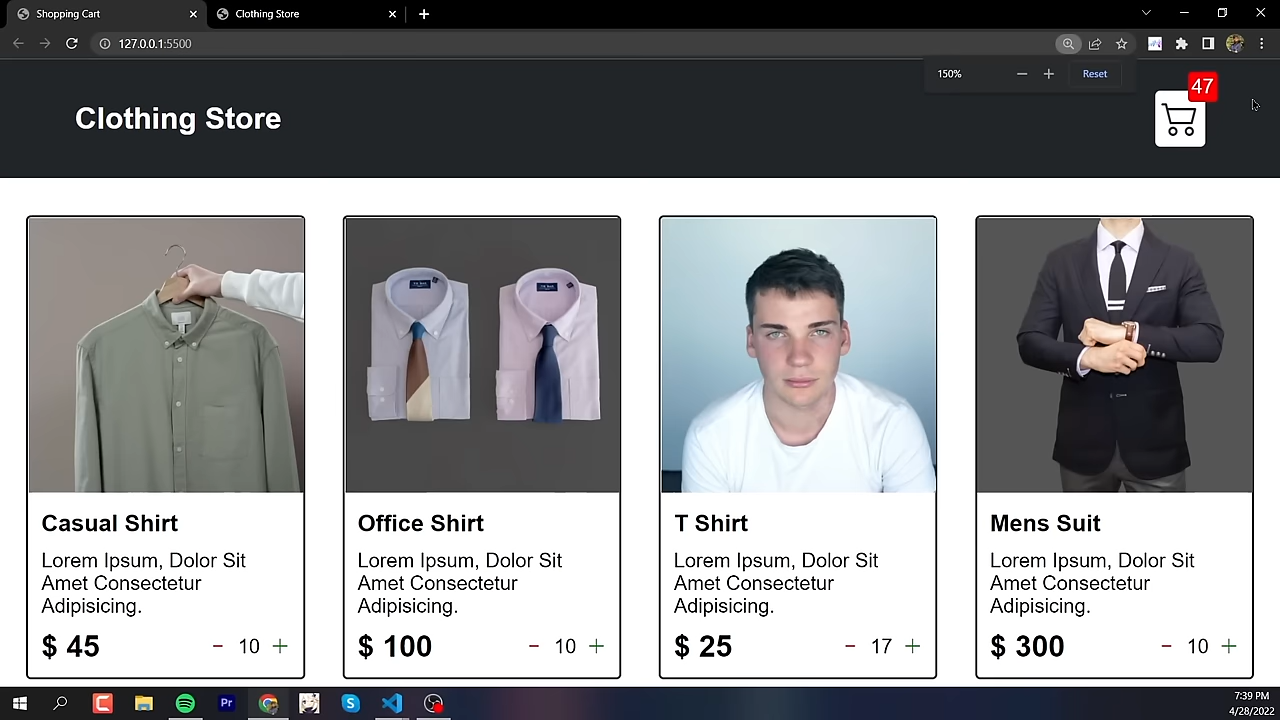 Shopping Cart
Clothing Store
127.0.0.1:5500
150%
Reset
Clothing Store
47
Casual Shirt
Lorem Ipsum, Dolor Sit
Amet Consectetur
Adipisicing.
$ 45
- 10 +
Office Shirt
Lorem Ipsum, Dolor Sit
Amet Consectetur
Adipisicing.
$ 100
- 10 +
T Shirt
Lorem Ipsum, Dolor Sit
Amet Consectetur
Adipisicing.
$ 25
- 17 +
Mens Suit
Lorem Ipsum, Dolor Sit
Amet Consectetur
Adipisicing.
$ 300
- 10 +
Pr
7:39 PM
4/28/2022